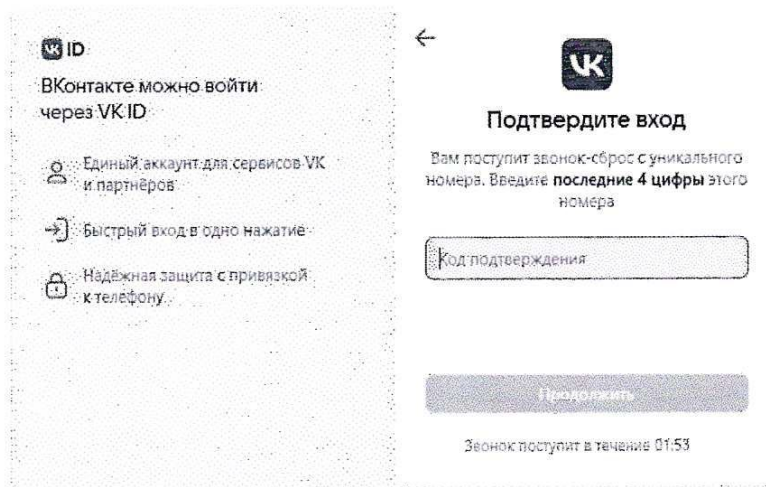 VK ID
ВКонтакте можно войти
через VK ID
Единый аккаунт для сервисов VK
и партнёров
Быстрый вход в одно нажатие
Надёжная защита с привязкой
к телефону
VK
Подтвердите вход
Вам поступит звонок-сброс с уникального
номера. Введите последние 4 цифры этого
номера
Код подтверждения
Продолжить
Звонок поступит в течение 01:53